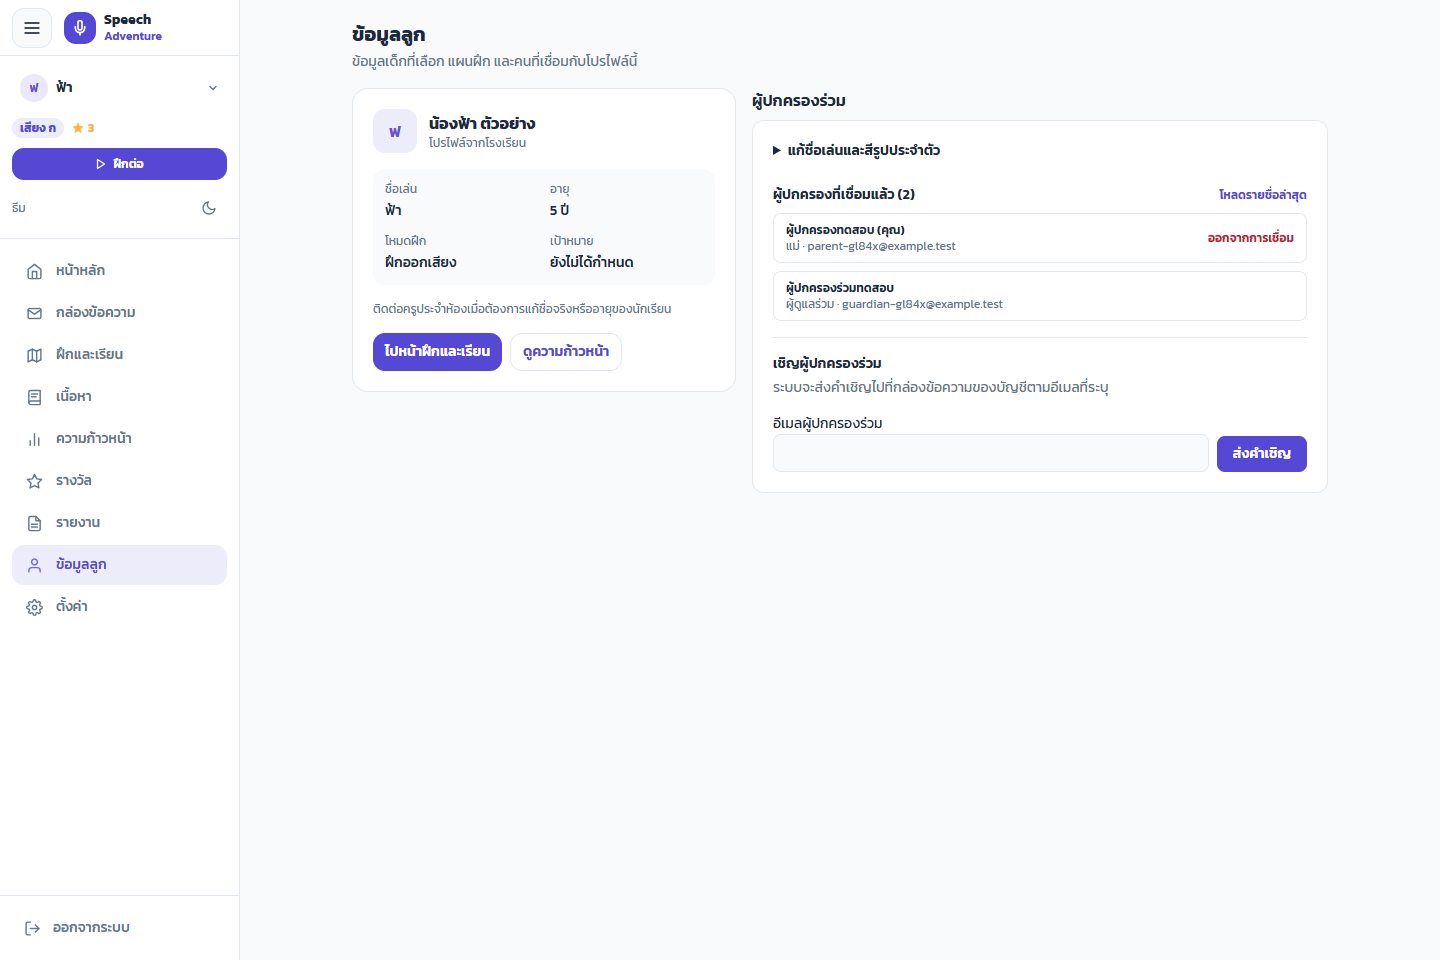 Speech
Adventure
ฟ ฟ้า
เสียง ก 3
ฝึกต่อ
ธีม
หน้าหลัก
กล่องข้อความ
ฝึกและเรียน
เนื้อหา
ความก้าวหน้า
รางวัล
รายงาน
ข้อมูลลูก
ตั้งค่า
ออกจากระบบ
ข้อมูลลูก
ข้อมูลเด็กที่เลือก แผนฝึก และคนที่เชื่อมกับโปรไฟล์นี้
ฟ
น้องฟ้า ตัวอย่าง
โปรไฟล์จากโรงเรียน
ชื่อเล่น อายุ
ฟ้า 5 ปี
โหมดฝึก เป้าหมาย
ฝึกออกเสียง ยังไม่ได้กำหนด
ติดต่อครูประจำห้องเมื่อต้องการแก้ชื่อจริงหรืออายุของนักเรียน
ไปหน้าฝึกและเรียน ดูความก้าวหน้า
ผู้ปกครองร่วม
แก้ชื่อเล่นและสีรูปประจำตัว
ผู้ปกครองที่เชื่อมแล้ว (2) โหลดรายชื่อล่าสุด
ผู้ปกครองทดสอบ (คุณ)
แม่ · parent-gl84x@example.test ออกจากการเชื่อม
ผู้ปกครองร่วมทดสอบ
ผู้ดูแลร่วม · guardian-gl84x@example.test
เชิญผู้ปกครองร่วม
ระบบจะส่งคำเชิญไปที่กล่องข้อความของบัญชีตามอีเมลที่ระบุ
อีเมลผู้ปกครองร่วม
ส่งคำเชิญ